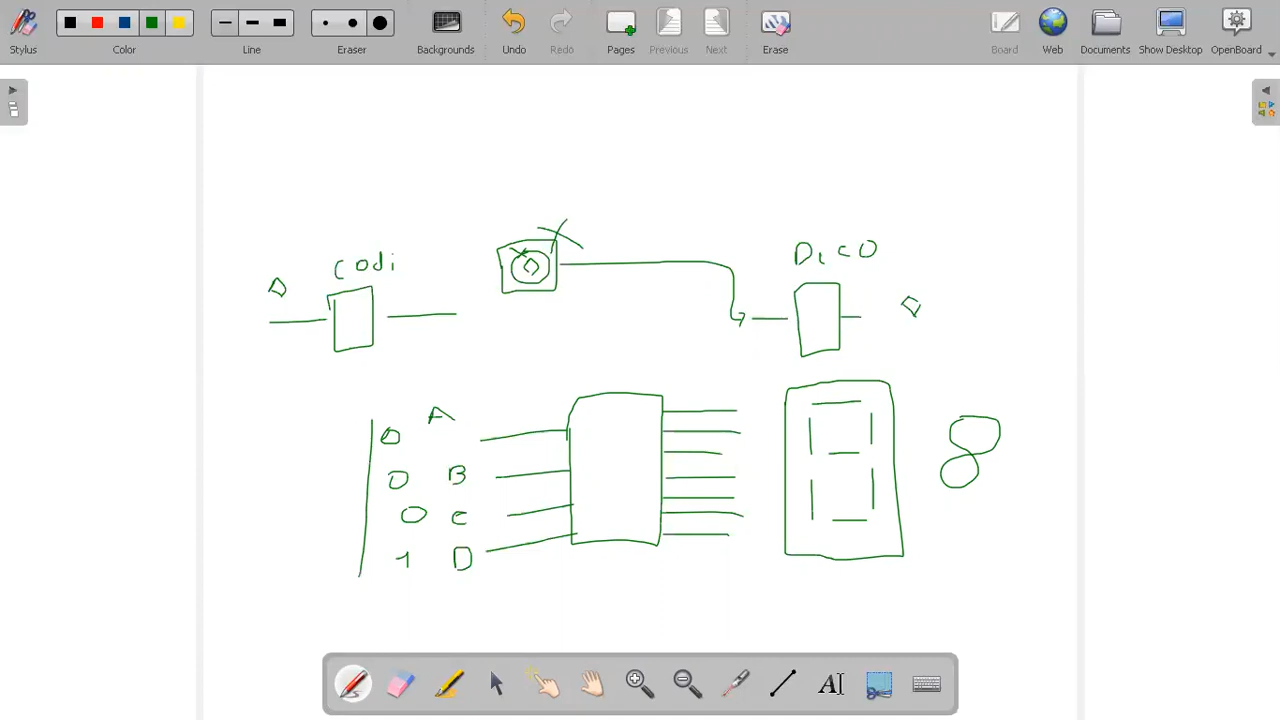 Stylus Color Line Eraser Backgrounds Undo Redo Pages Previous Next Erase Board Web Documents Show Desktop OpenBoard
DICO
Codi
0 A
0 B
0 C
1 D
8